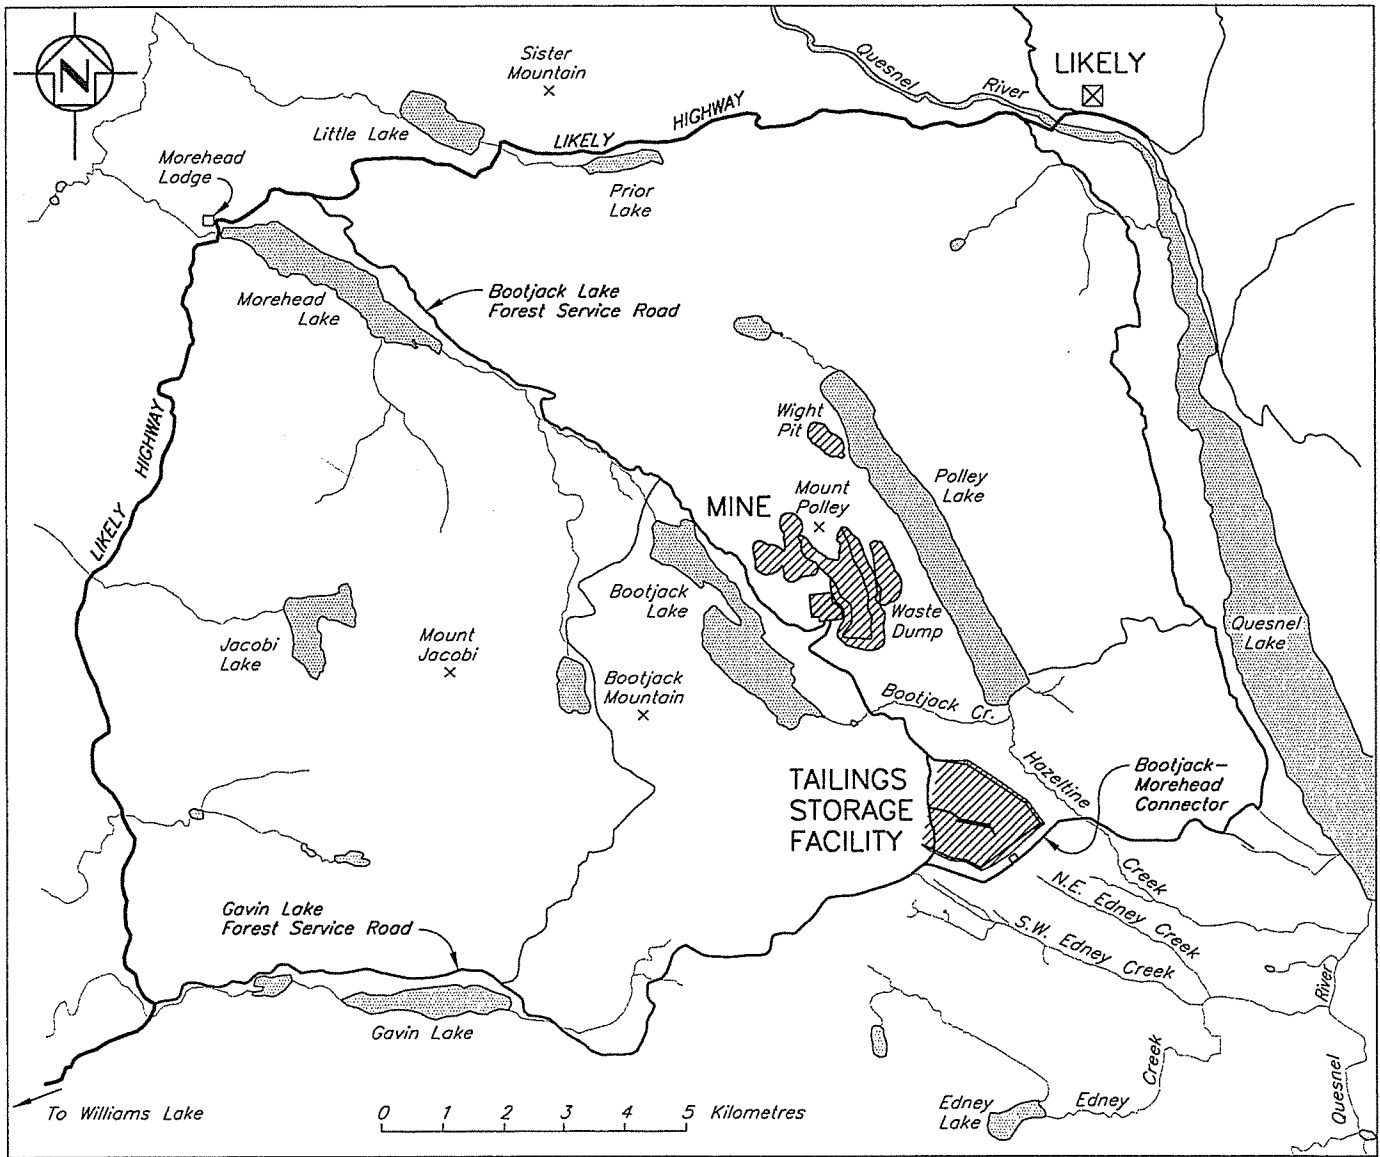 N
Sister
Mountain
Quesnel
River
LIKELY
Little Lake
LIKELY
HIGHWAY
Morehead
Lodge
Prior
Lake
Morehead
Lake
Bootjack Lake
Forest Service Road
Wight
Pit
LIKELY
HIGHWAY
MINE
Mount
Polley
Polley
Lake
Bootjack
Lake
Waste
Dump
Quesnel
Lake
Jacobi
Lake
Mount
Jacobi
Bootjack
Mountain
Bootjack Cr.
TAILINGS
STORAGE
FACILITY
Hazeltine
Creek
Bootjack–
Morehead
Connector
N.E. Edney Creek
S.W. Edney Creek
Gavin Lake
Forest Service Road
River
Gavin Lake
Quesnel
Edney
Lake
Edney
Creek
To Williams Lake
0 1 2 3 4 5 Kilometres